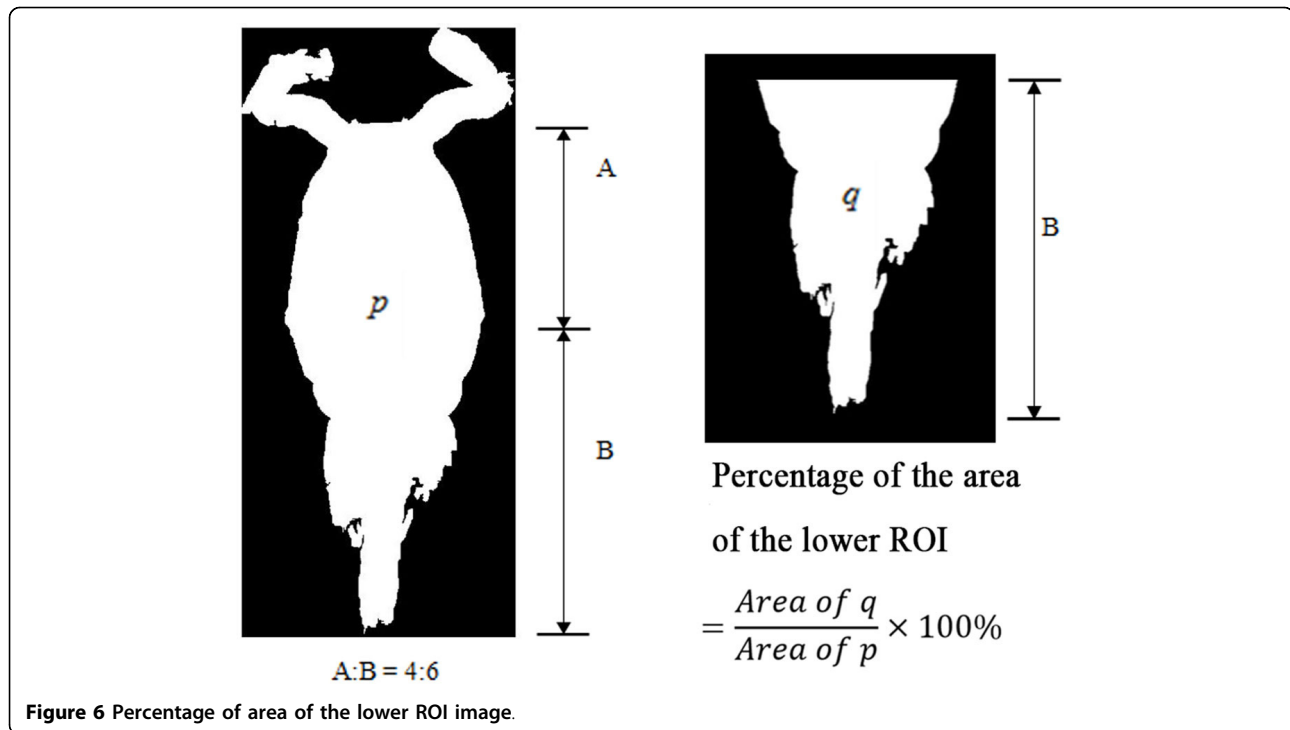 A
p
B
A:B = 4:6
q
B
Percentage of the area
of the lower ROI
= Area of q / Area of p × 100%
Figure 6 Percentage of area of the lower ROI image.